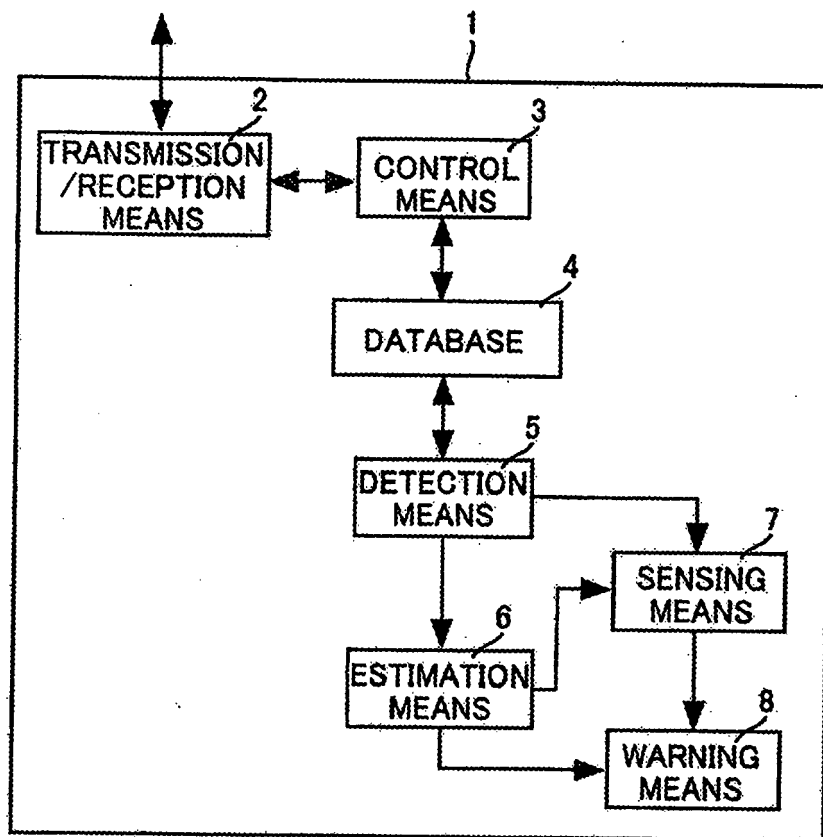 1
2
TRANSMISSION
/RECEPTION
MEANS
3
CONTROL
MEANS
4
DATABASE
5
DETECTION
MEANS
7
SENSING
MEANS
6
ESTIMATION
MEANS
8
WARNING
MEANS